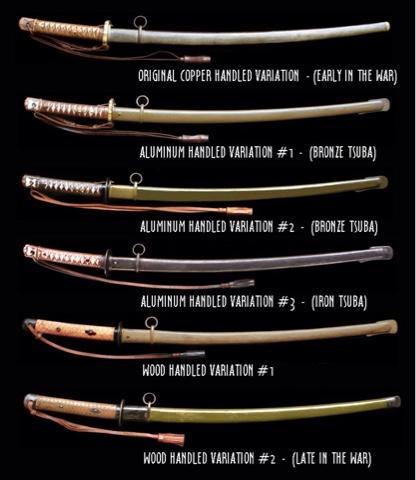 ORIGINAL COPPER HANDLED VARIATION - (EARLY IN THE WAR)
ALUMINUM HANDLED VARIATION #1 - (BRONZE TSUBA)
ALUMINUM HANDLED VARIATION #2 - (BRONZE TSUBA)
ALUMINUM HANDLED VARIATION #3 - (IRON TSUBA)
WOOD HANDLED VARIATION #1
WOOD HANDLED VARIATION #2 - (LATE IN THE WAR)